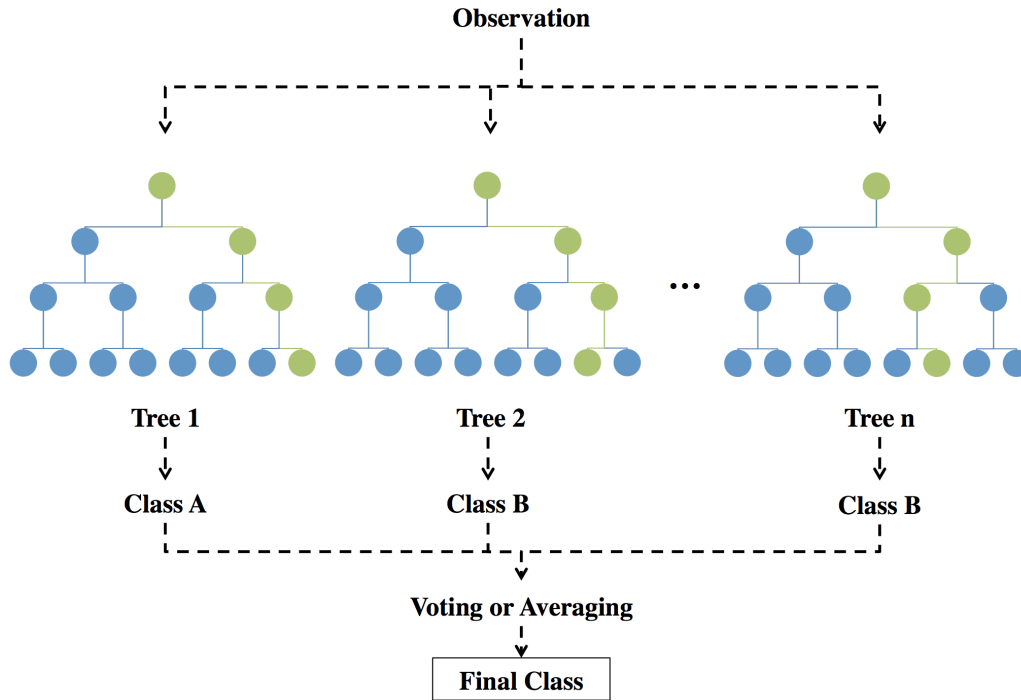 Observation
...
Tree 1
Tree 2
Tree n
Class A
Class B
Class B
Voting or Averaging
Final Class